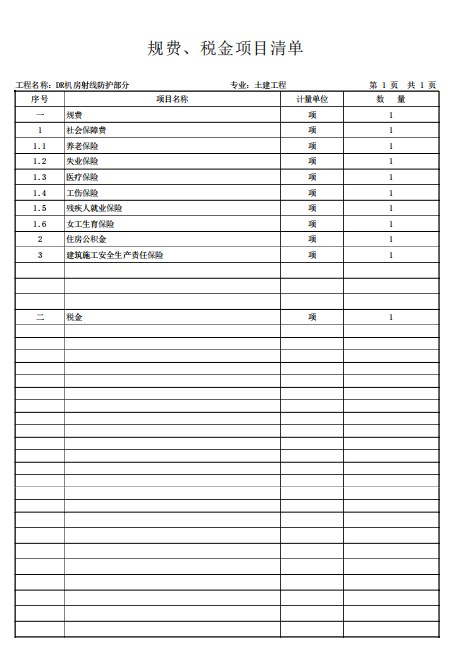 规费、税金项目清单
工程名称: DR机房射线防护部分 专业: 土建工程 第 1 页 共 1 页
序号 项目名称 计量单位 数 量
一 规费 项 1
1 社会保障费 项 1
1.1 养老保险 项 1
1.2 失业保险 项 1
1.3 医疗保险 项 1
1.4 工伤保险 项 1
1.5 残疾人就业保险 项 1
1.6 女工生育保险 项 1
2 住房公积金 项 1
3 建筑施工安全生产责任保险 项 1
二 税金 项 1